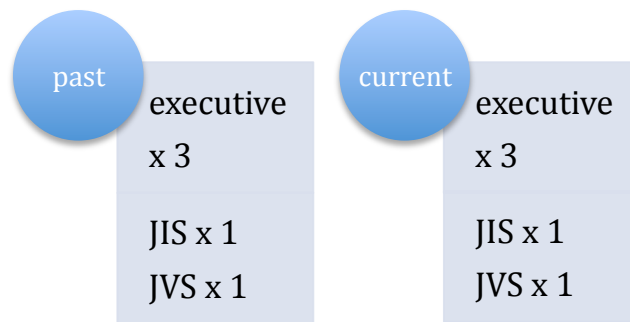 past
executive
x 3
JIS x 1
JVS x 1
current
executive
x 3
JIS x 1
JVS x 1